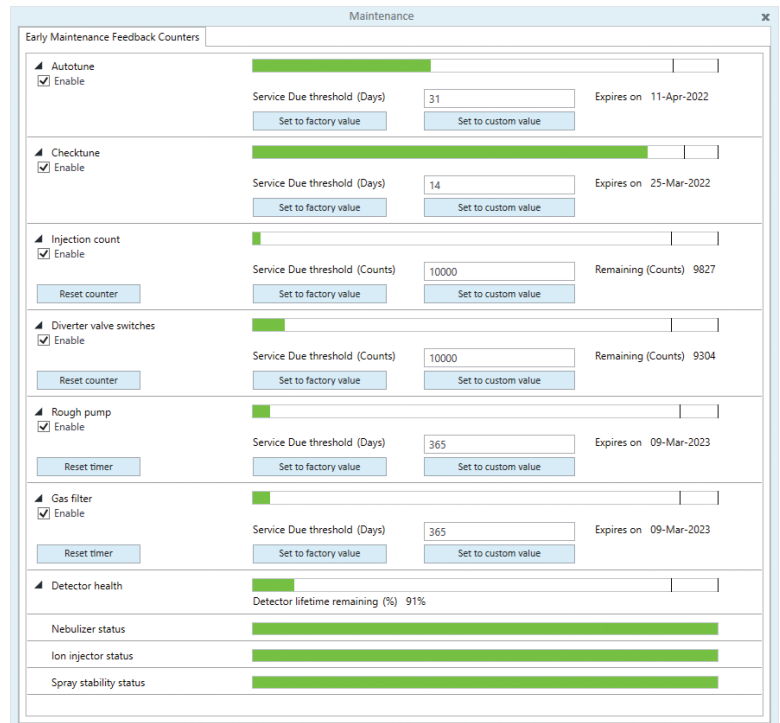 Maintenance
Early Maintenance Feedback Counters
Autotune
Enable
Service Due threshold (Days) 31 Expires on 11-Apr-2022
Set to factory value Set to custom value
Checktune
Enable
Service Due threshold (Days) 14 Expires on 25-Mar-2022
Set to factory value Set to custom value
Injection count
Enable
Service Due threshold (Counts) 10000 Remaining (Counts) 9827
Reset counter Set to factory value Set to custom value
Diverter valve switches
Enable
Service Due threshold (Counts) 10000 Remaining (Counts) 9304
Reset counter Set to factory value Set to custom value
Rough pump
Enable
Service Due threshold (Days) 365 Expires on 09-Mar-2023
Reset timer Set to factory value Set to custom value
Gas filter
Enable
Service Due threshold (Days) 365 Expires on 09-Mar-2023
Reset timer Set to factory value Set to custom value
Detector health
Detector lifetime remaining (%) 91%
Nebulizer status
Ion injector status
Spray stability status